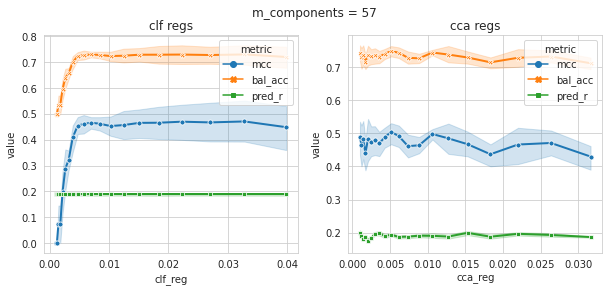 m_components = 57
clf regs
cca regs
0.8
0.7
0.6
0.5
0.4
0.3
0.2
0.1
0.0
value
metric
mcc
bal_acc
pred_r
0.00
0.01
0.02
0.03
0.04
clf_reg
0.7
0.6
0.5
0.4
0.3
0.2
value
metric
mcc
bal_acc
pred_r
0.000
0.005
0.010
0.015
0.020
0.025
0.030
cca_reg